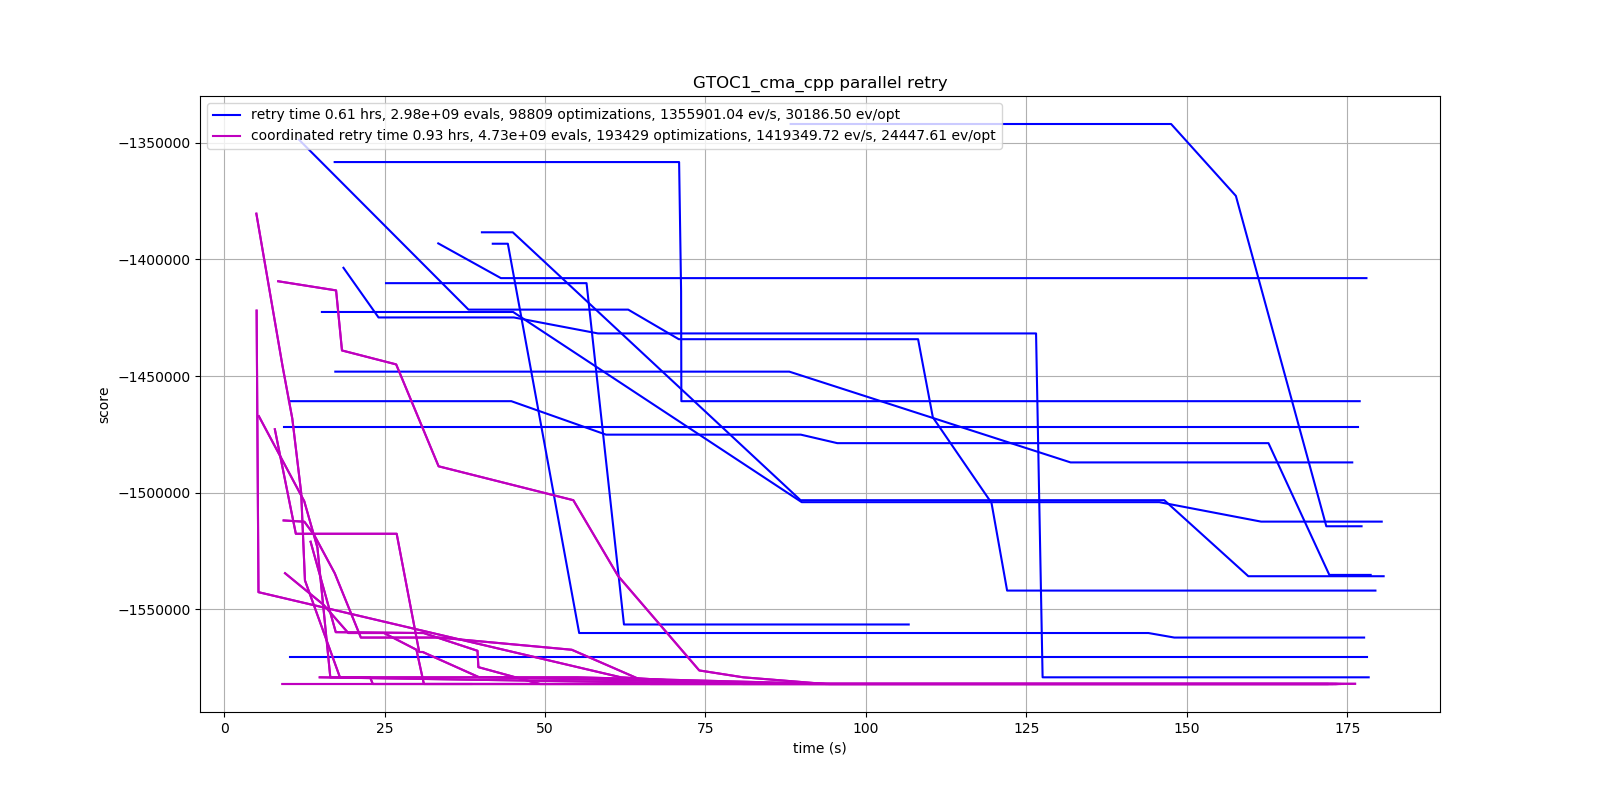 GTOC1_cma_cpp parallel retry
retry time 0.61 hrs, 2.98e+09 evals, 98809 optimizations, 1355901.04 ev/s, 30186.50 ev/opt
coordinated retry time 0.93 hrs, 4.73e+09 evals, 193429 optimizations, 1419349.72 ev/s, 24447.61 ev/opt
−1350000
−1400000
−1450000
−1500000
−1550000
score
0 25 50 75 100 125 150 175
time (s)